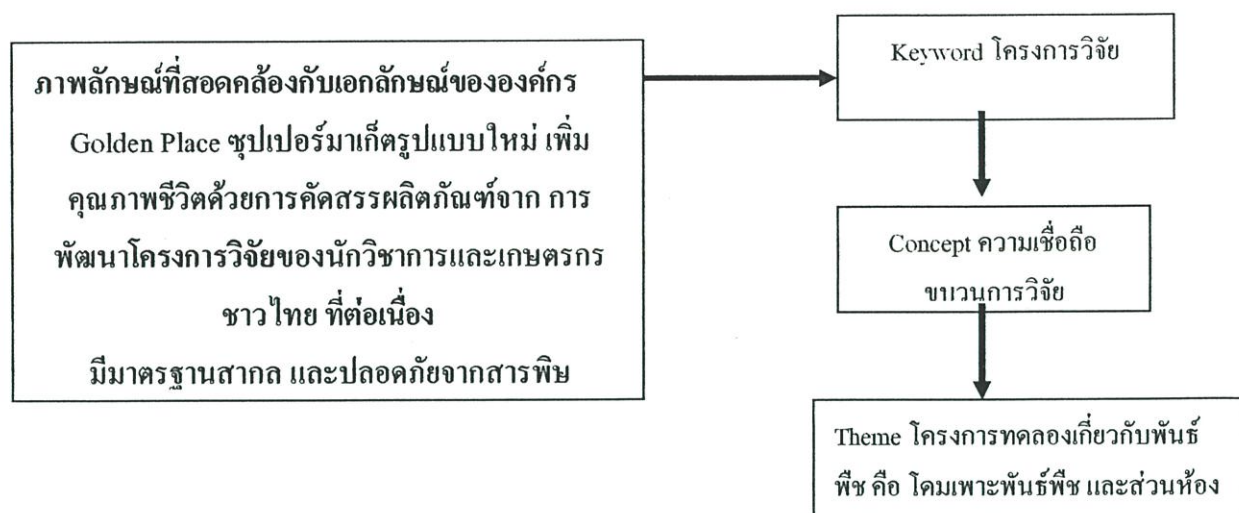 ภาพลักษณ์ที่สอดคล้องกับเอกลักษณ์ขององค์กร
Golden Place ซุปเปอร์มาเก็ตรูปแบบใหม่ เพิ่ม
คุณภาพชีวิตด้วยการคัดสรรผลิตภัณฑ์จาก การ
พัฒนาโครงการวิจัยของนักวิชาการและเกษตรกร
ชาวไทย ที่ต่อเนื่อง
มีมาตรฐานสากล และปลอดภัยจากสารพิษ
Keyword โครงการวิจัย
Concept ความเชื่อถือ
ขบวนการวิจัย
Theme โครงการทดลองเกี่ยวกับพันธ์
พืช คือ โดมเพาะพันธ์พืช และส่วนห้อง